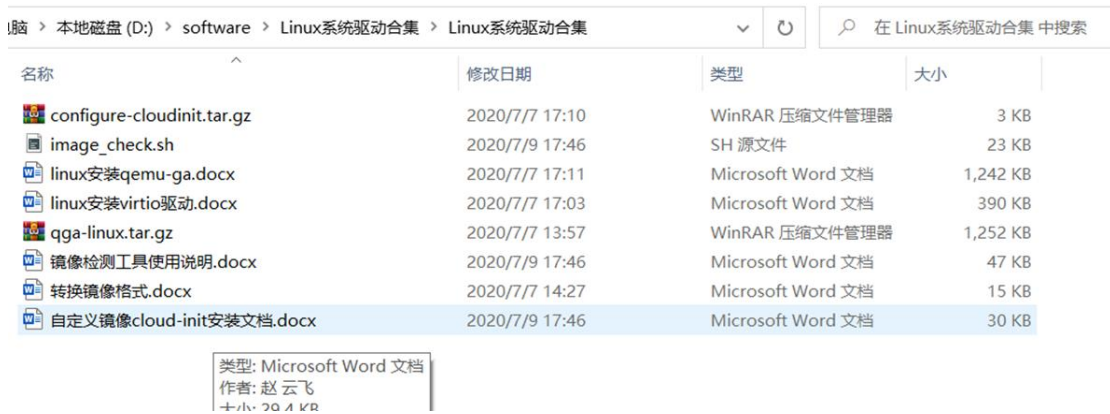 脑 > 本地磁盘 (D:) > software > Linux系统驱动合集 > Linux系统驱动合集 在 Linux系统驱动合集 中搜索
名称 修改日期 类型 大小
configure-cloudinit.tar.gz 2020/7/7 17:10 WinRAR 压缩文件管理器 3 KB
image_check.sh 2020/7/9 17:46 SH 源文件 23 KB
linux安装qemu-ga.docx 2020/7/7 17:11 Microsoft Word 文档 1,242 KB
linux安装virtio驱动.docx 2020/7/7 17:03 Microsoft Word 文档 390 KB
qga-linux.tar.gz 2020/7/7 13:57 WinRAR 压缩文件管理器 1,252 KB
镜像检测工具使用说明.docx 2020/7/9 17:46 Microsoft Word 文档 47 KB
转换镜像格式.docx 2020/7/7 14:27 Microsoft Word 文档 15 KB
自定义镜像cloud-init安装文档.docx 2020/7/9 17:46 Microsoft Word 文档 30 KB
类型: Microsoft Word 文档
作者: 赵 云飞
大小: 29.4 KB